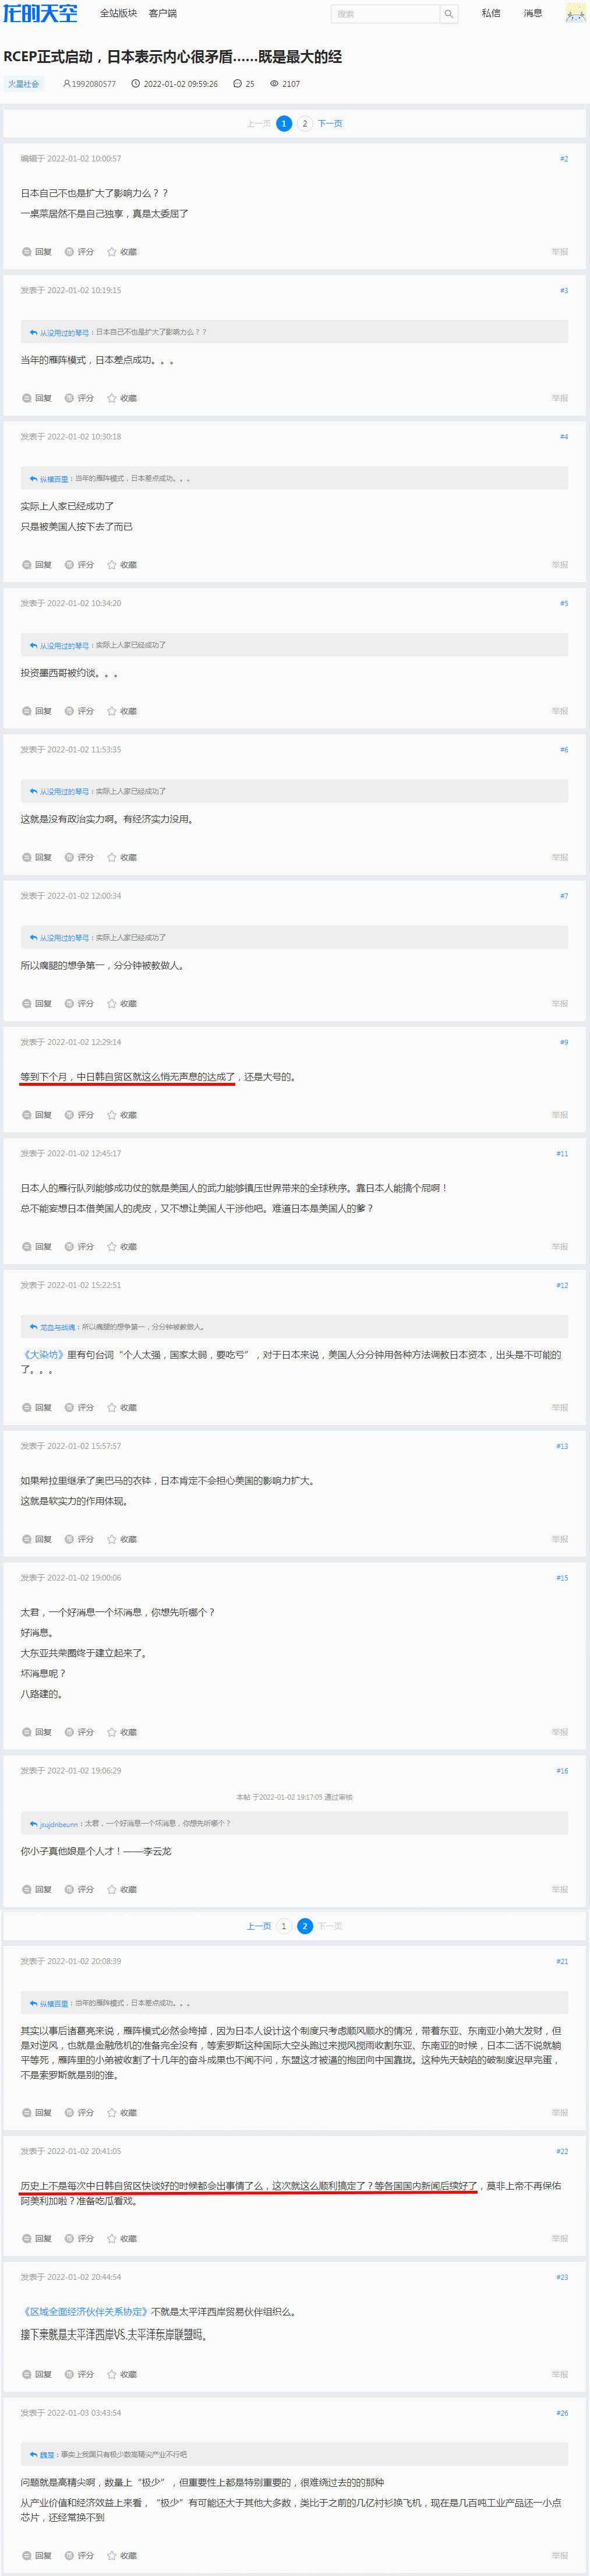 龙的天空 全站版块 客户端 搜索 私信 消息
RCEP正式启动，日本表示内心很矛盾……既是最大的经
火星社会 1992080577 2022-01-02 09:59:26 25 2107
上一页 1 2 下一页
编辑于 2022-01-02 10:00:57 #2
日本自己不也是扩大了影响力么？？
一桌菜居然不是自己独享，真是太委屈了
回复 评分 收藏 举报
发表于 2022-01-02 10:19:15 #3
从没用过的琴弓：日本自己不也是扩大了影响力么？？
当年的雁阵模式，日本差点成功。。。
回复 评分 收藏 举报
发表于 2022-01-02 10:30:18 #4
纵横百里：当年的雁阵模式，日本差点成功。。。
实际上人家已经成功了
只是被美国人按下去了而已
回复 评分 收藏 举报
发表于 2022-01-02 10:34:20 #5
从没用过的琴弓：实际上人家已经成功了
投资墨西哥被约谈。。。
回复 评分 收藏 举报
发表于 2022-01-02 11:53:35 #6
从没用过的琴弓：实际上人家已经成功了
这就是没有政治实力啊。有经济实力没用。
回复 评分 收藏 举报
发表于 2022-01-02 12:00:34 #7
从没用过的琴弓：实际上人家已经成功了
所以瘸腿的想争第一，分分钟被教做人。
回复 评分 收藏 举报
发表于 2022-01-02 12:29:14 #9
等到下个月，中日韩自贸区就这么悄无声息的达成了，还是大号的。
回复 评分 收藏 举报
发表于 2022-01-02 12:45:17 #11
日本人的雁行队列能够成功仗的就是美国人的武力能够镇压世界带来的全球秩序。靠日本人能搞个屁啊！
总不能妄想日本借美国人的虎皮，又不想让美国人干涉他吧。难道日本是美国人的爹？
回复 评分 收藏 举报
发表于 2022-01-02 15:22:51 #12
龙血与战魂：所以瘸腿的想争第一，分分钟被教做人。
《大染坊》里有句台词“个人太强，国家太弱，要吃亏”，对于日本来说，美国人分分钟用各种方法调教日本资本，出头是不可能的
了。。。
回复 评分 收藏 举报
发表于 2022-01-02 15:57:57 #13
如果希拉里继承了奥巴马的衣钵，日本肯定不会担心美国的影响力扩大。
这就是软实力的作用体现。
回复 评分 收藏 举报
发表于 2022-01-02 19:00:06 #15
太君，一个好消息一个坏消息，你想先听哪个？
好消息。
大东亚共荣圈终于建立起来了。
坏消息呢？
八路建的。
回复 评分 收藏 举报
发表于 2022-01-02 19:06:29 #16
本帖 于2022-01-02 19:17:05 通过审核
jsujdnbeunn：太君，一个好消息一个坏消息，你想先听哪个？
你小子真他娘是个人才！——李云龙
回复 评分 收藏 举报
上一页 1 2 下一页
发表于 2022-01-02 20:08:39 #21
纵横百里：当年的雁阵模式，日本差点成功。。。
其实以事后诸葛亮来说，雁阵模式必然会垮掉，因为日本人设计这个制度只考虑顺风顺水的情况，带着东亚、东南亚小弟大发财，但
是对逆风，也就是金融危机的准备完全没有，等索罗斯这种国际大空头跑过来搅风搅雨收割东亚、东南亚的时候，日本二话不说就躺
平等死，雁阵里的小弟被收割了十几年的奋斗成果也不闻不问，东盟这才被逼的抱团向中国靠拢。这种先天缺陷的破制度迟早完蛋，
不是索罗斯就是别的谁。
回复 评分 收藏 举报
发表于 2022-01-02 20:41:05 #22
历史上不是每次中日韩自贸区快谈好的时候都会出事情了么，这次就这么顺利搞定了？等各国国内新闻后续好了，莫非上帝不再保佑
阿美利加啦？准备吃瓜看戏。
回复 评分 收藏 举报
发表于 2022-01-02 20:44:54 #23
《区域全面经济伙伴关系协定》不就是太平洋西岸贸易伙伴组织么。
接下来就是太平洋西岸VS.太平洋东岸联盟吗。
回复 评分 收藏 举报
发表于 2022-01-03 03:43:54 #26
：事实上我国只有极少数高精尖产业不行吧
问题就是高精尖啊，数量上“极少”，但重要性上都是特别重要的，很难绕过去的的那种
从产业价值和经济效益上来看，“极少”有可能还大于其他大多数，类比于之前的几亿衬衫换飞机，现在是几百吨工业产品还一小点
芯片，还经常换不到
回复 评分 收藏 举报